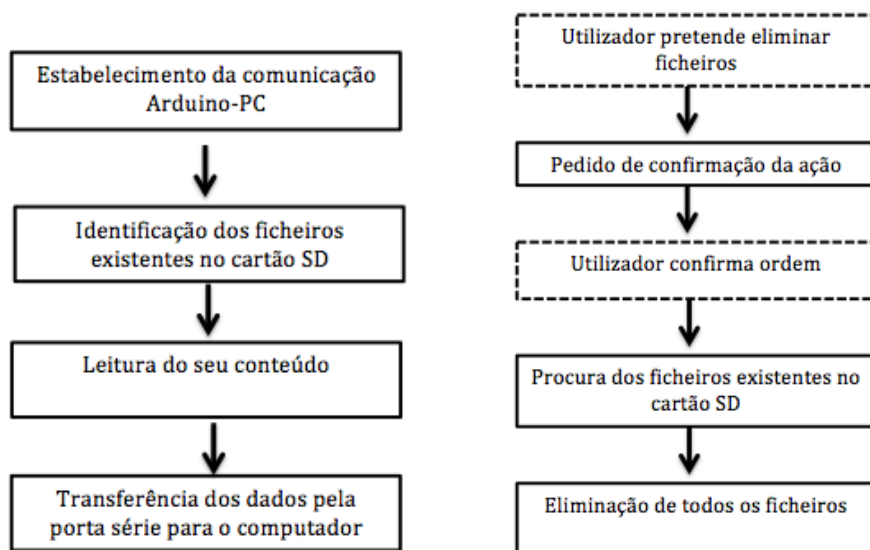 Estabelecimento da comunicação
Arduino-PC
Identificação dos ficheiros
existentes no cartão SD
Leitura do seu conteúdo
Transferência dos dados pela
porta série para o computador
Utilizador pretende eliminar
ficheiros
Pedido de confirmação da ação
Utilizador confirma ordem
Procura dos ficheiros existentes no
cartão SD
Eliminação de todos os ficheiros